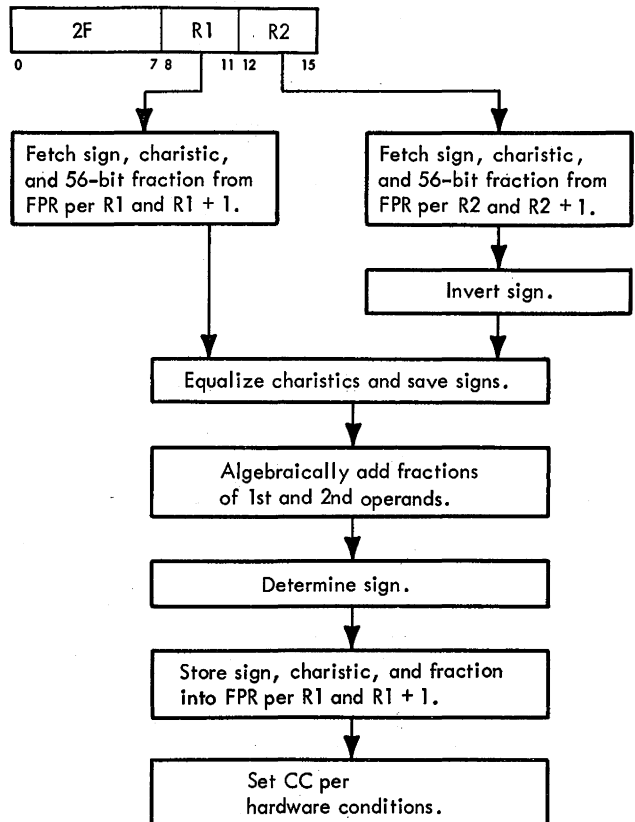 2F R1 R2
0 7 8 11 12 15
Fetch sign, charistic,
and 56-bit fraction from
FPR per R1 and R1 + 1.
Fetch sign, charistic,
and 56-bit fraction from
FPR per R2 and R2 + 1.
Invert sign.
Equalize charistics and save signs.
Algebraically add fractions
of 1st and 2nd operands.
Determine sign.
Store sign, charistic, and fraction
into FPR per R1 and R1 + 1.
Set CC per
hardware conditions.